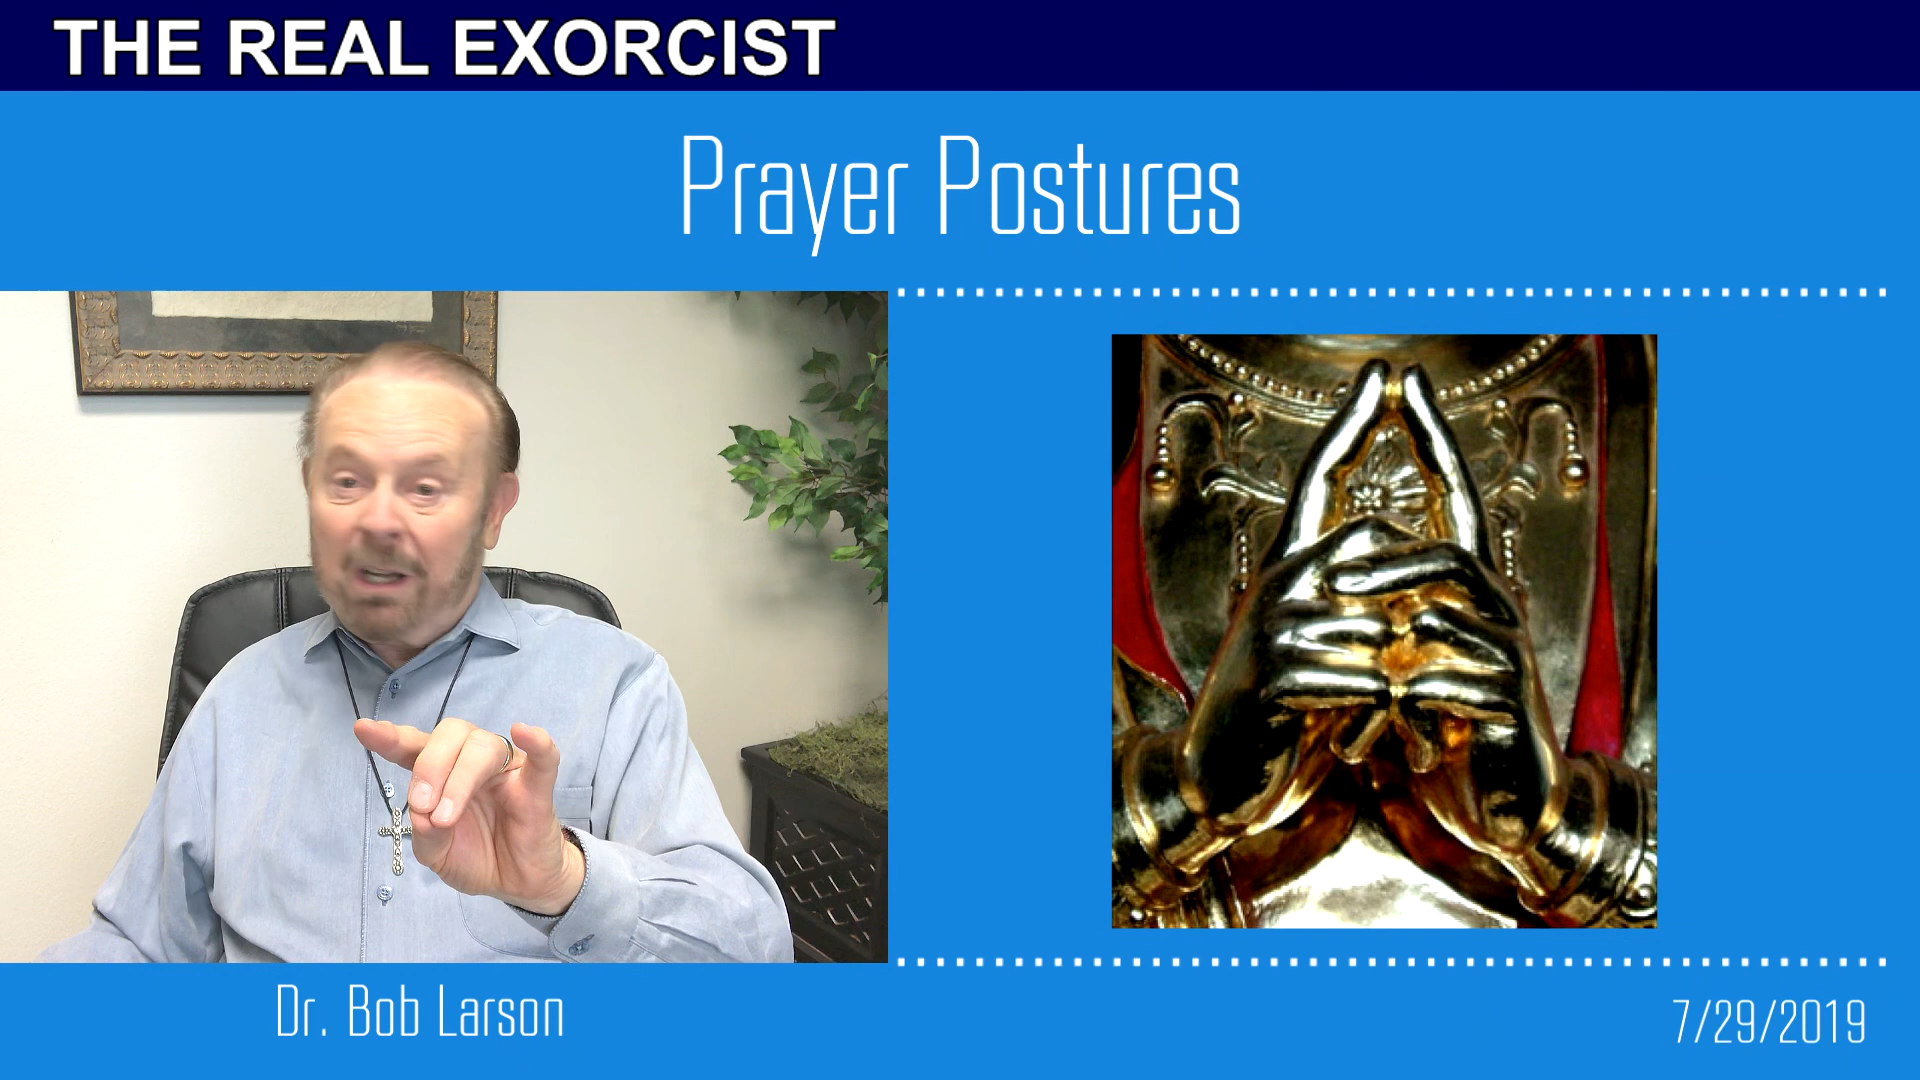 THE REAL EXORCIST
Prayer Postures
Dr. Bob Larson
7/29/2019